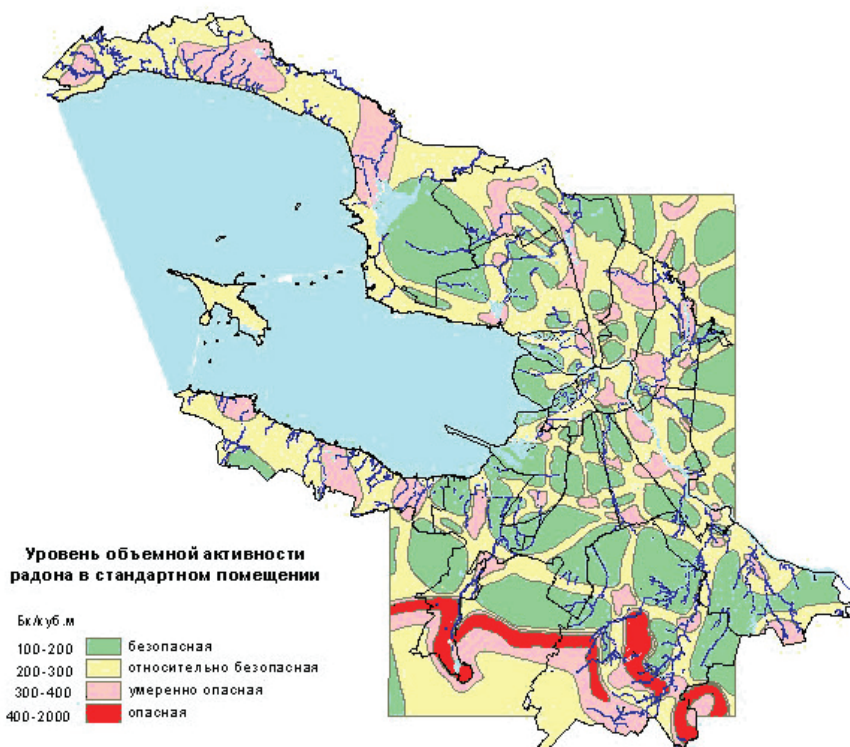 Уровень объемной активности
радона в стандартном помещении
Бк/куб.м
100-200 безопасная
200-300 относительно безопасная
300-400 умеренно опасная
400-2000 опасная